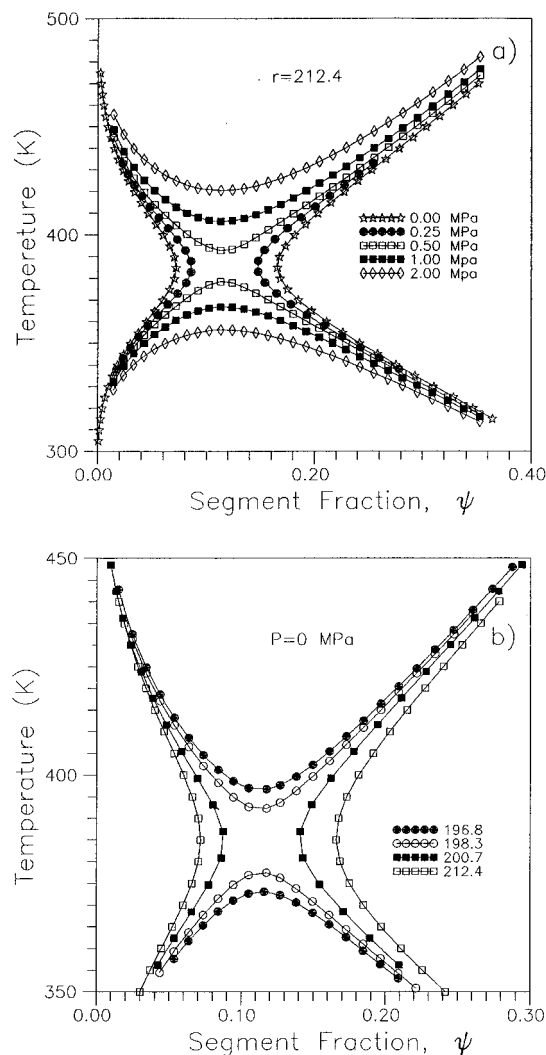 500
a)
r=212.4
Tempereture (K)
400
0.00 MPa
0.25 MPa
0.50 MPa
1.00 MPa
2.00 Mpa
300
0.00 0.20 0.40
Segment Fraction, ψ
450
b)
P=0 MPa
Temperature (K)
400
196.8
198.3
200.7
212.4
350
0.00 0.10 0.20 0.30
Segment Fraction, ψ